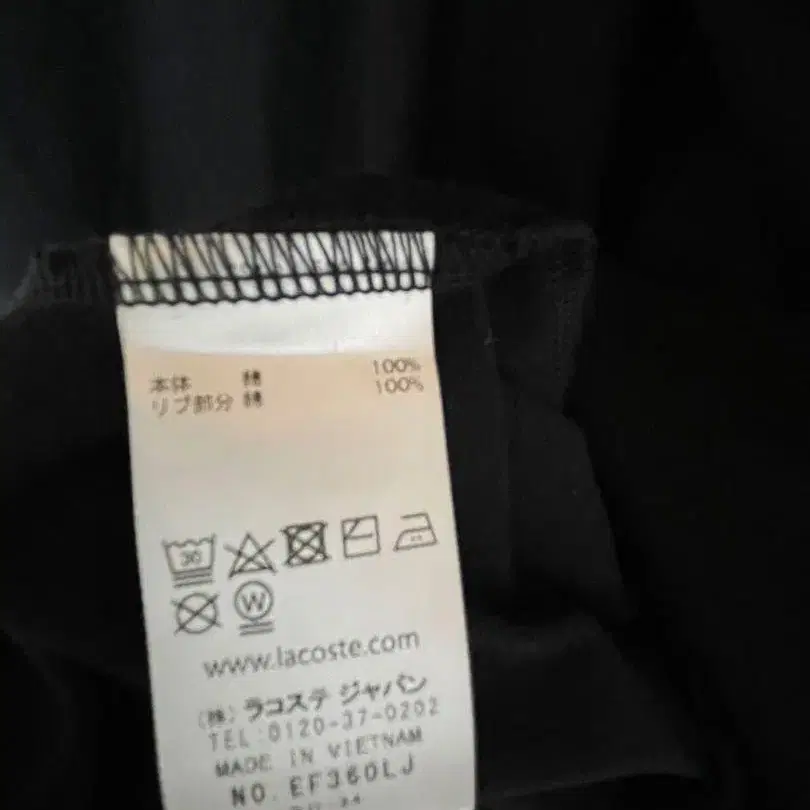 本体 綿 100%
リブ部分 綿 100%
30
W
www.lacoste.com
(株) ラコステ ジャパン
TEL:0120-37-0202
MADE IN VIETNAM
NO. EF360LJ